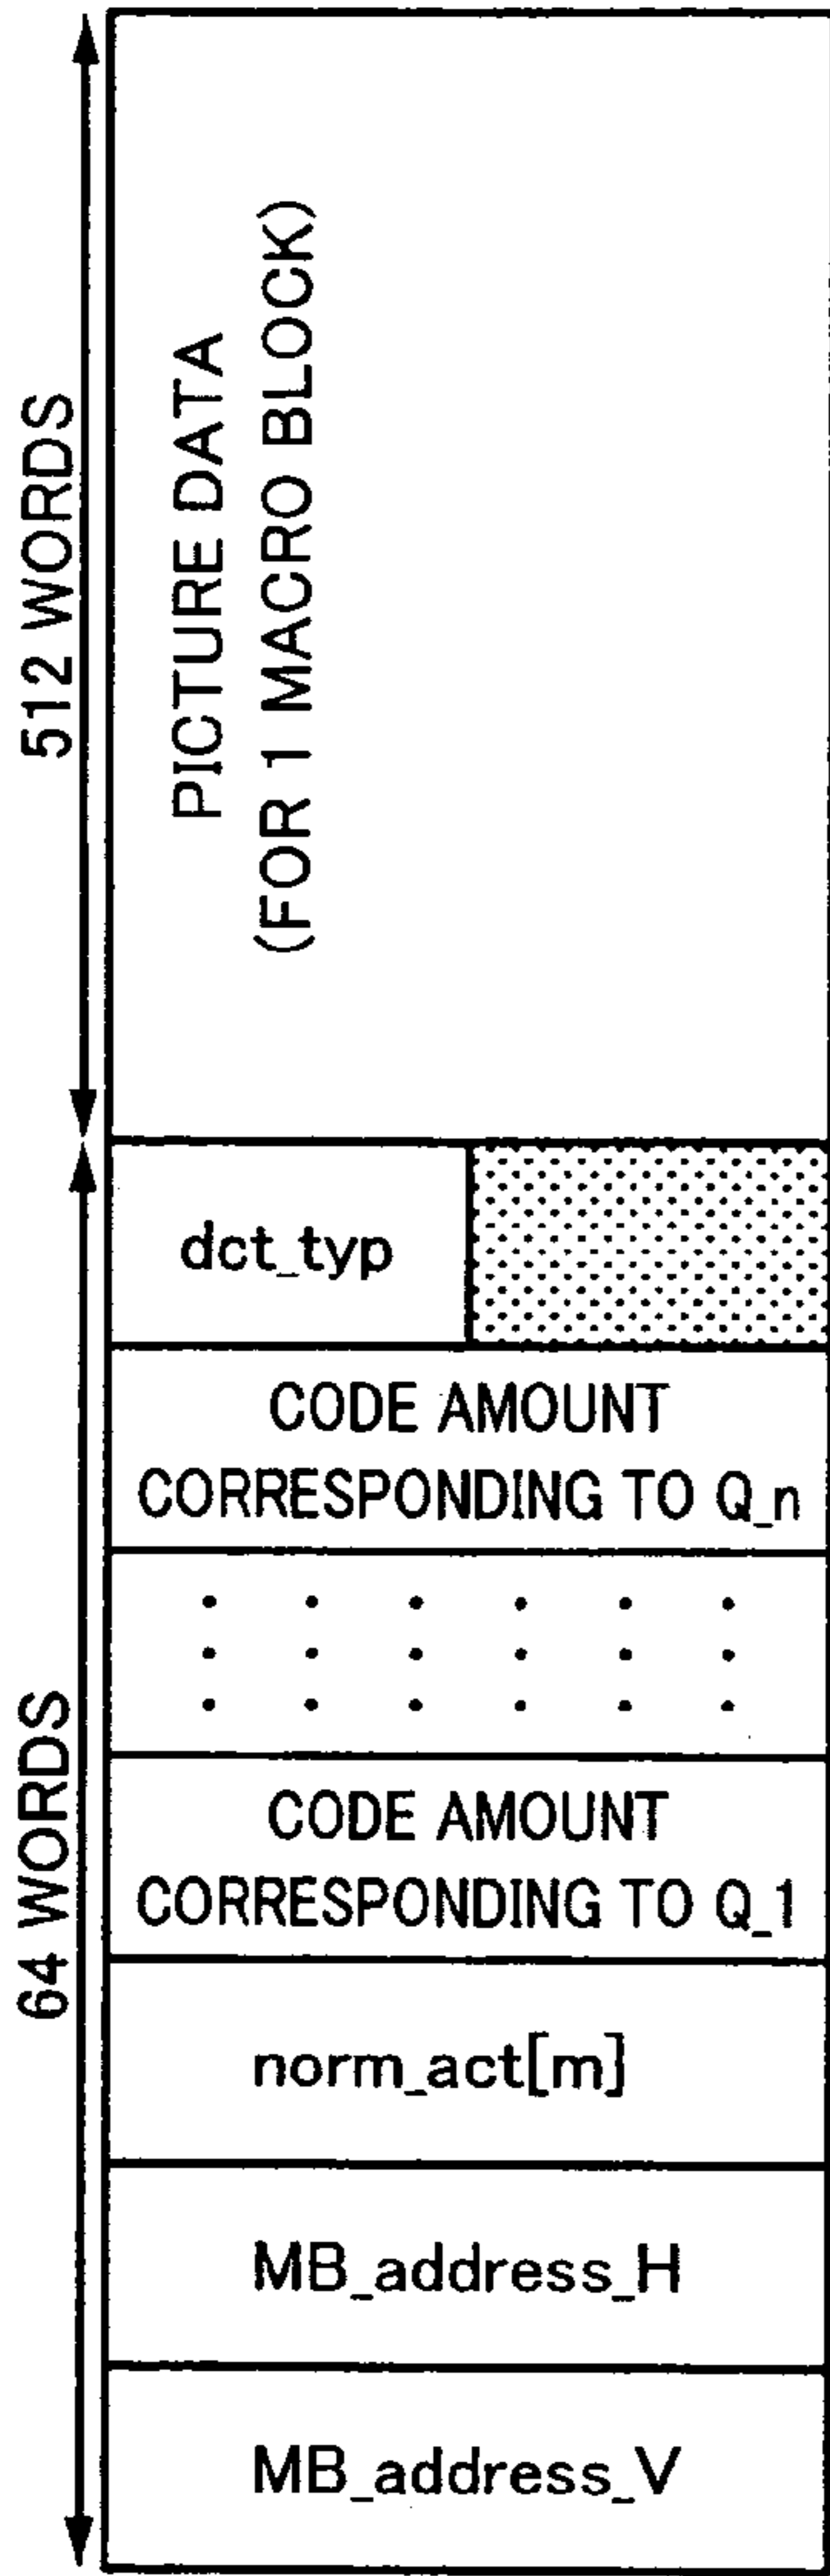 512 WORDS
PICTURE DATA
(FOR 1 MACRO BLOCK)
64 WORDS
dct_typ
CODE AMOUNT
CORRESPONDING TO Q_n
CODE AMOUNT
CORRESPONDING TO Q_1
norm_act[m]
MB_address_H
MB_address_V